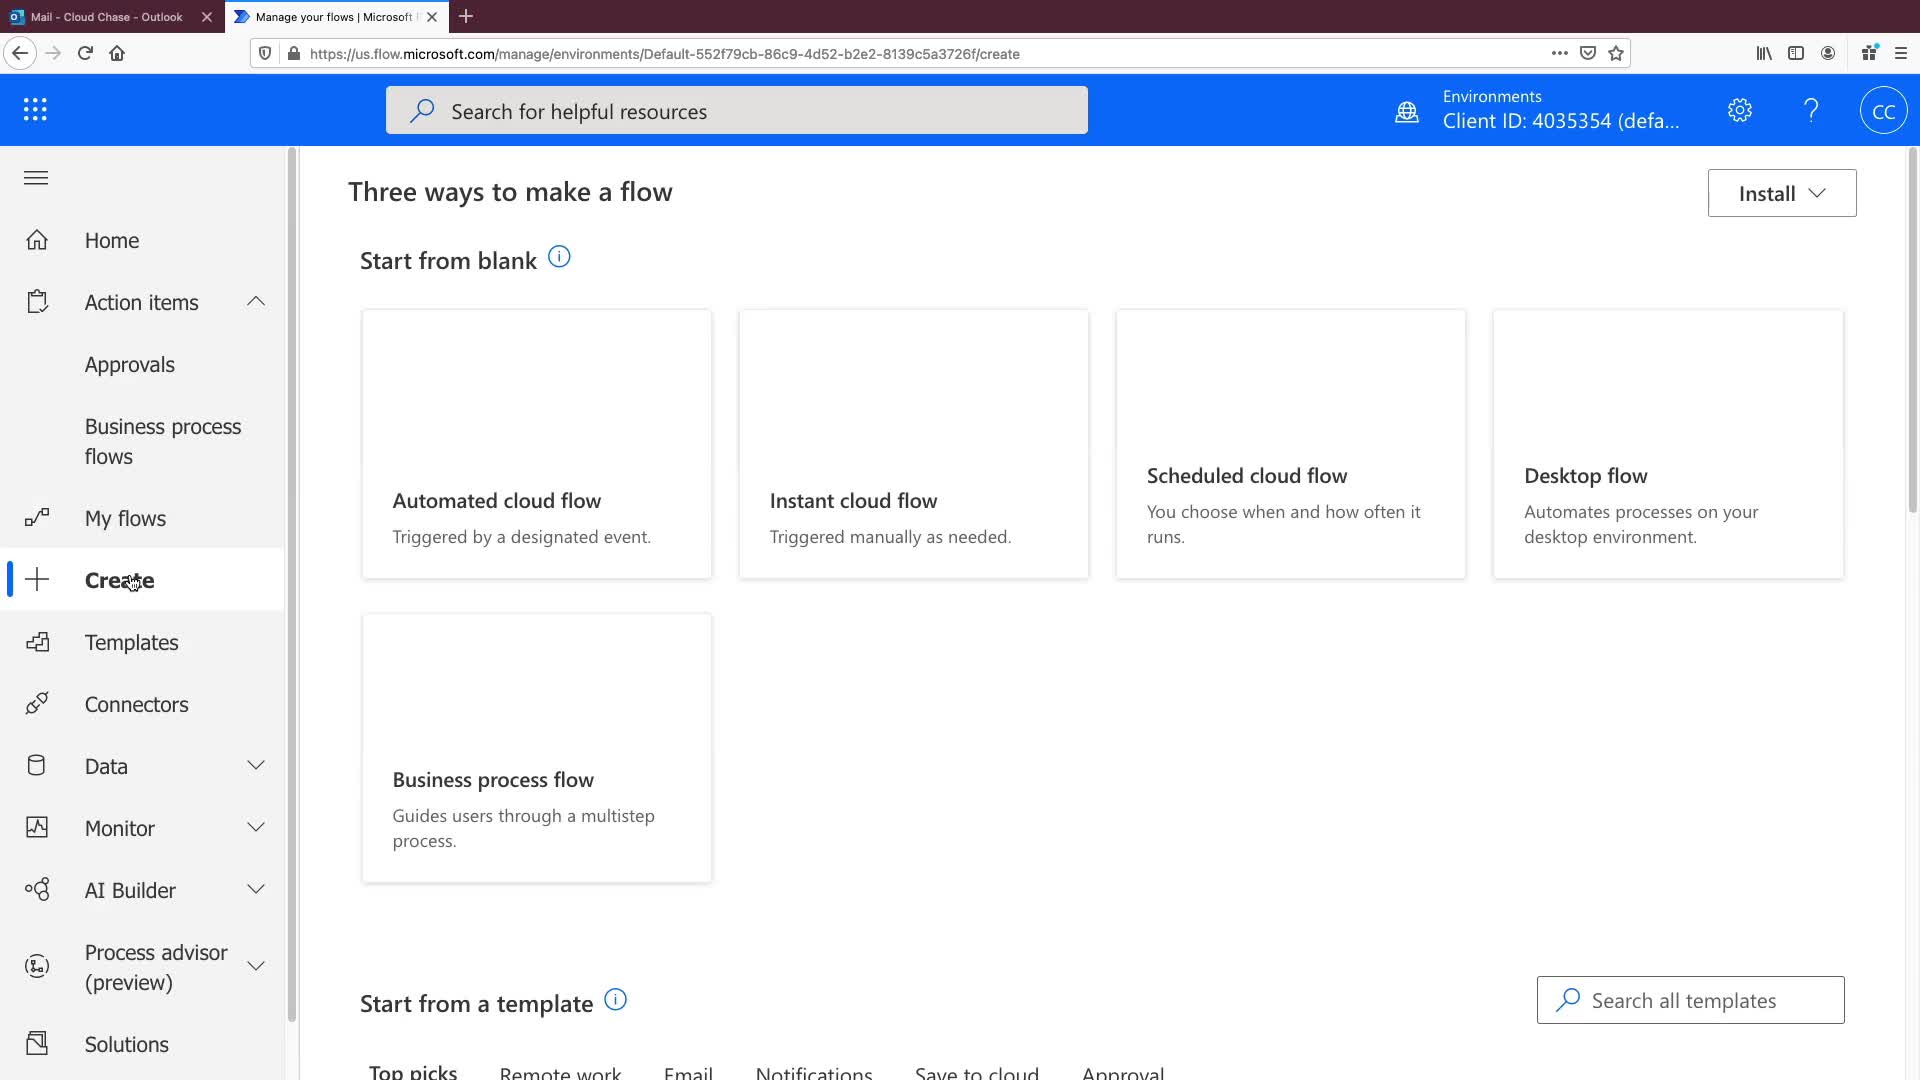 Mail - Cloud Chase - Outlook
Manage your flows | Microsoft
https://us.flow.microsoft.com/manage/environments/Default-552f79cb-86c9-4d52-b2e2-8139c5a3726f/create
Search for helpful resources
Environments
Client ID: 4035354 (defa...
CC
Home
Action items
Approvals
Business process
flows
My flows
Create
Templates
Connectors
Data
Monitor
AI Builder
Process advisor
(preview)
Solutions
Three ways to make a flow
Install
Start from blank
Automated cloud flow
Triggered by a designated event.
Instant cloud flow
Triggered manually as needed.
Scheduled cloud flow
You choose when and how often it
runs.
Desktop flow
Automates processes on your
desktop environment.
Business process flow
Guides users through a multistep
process.
Start from a template
Search all templates
Top picks Remote work Email Notifications Save to cloud Approval